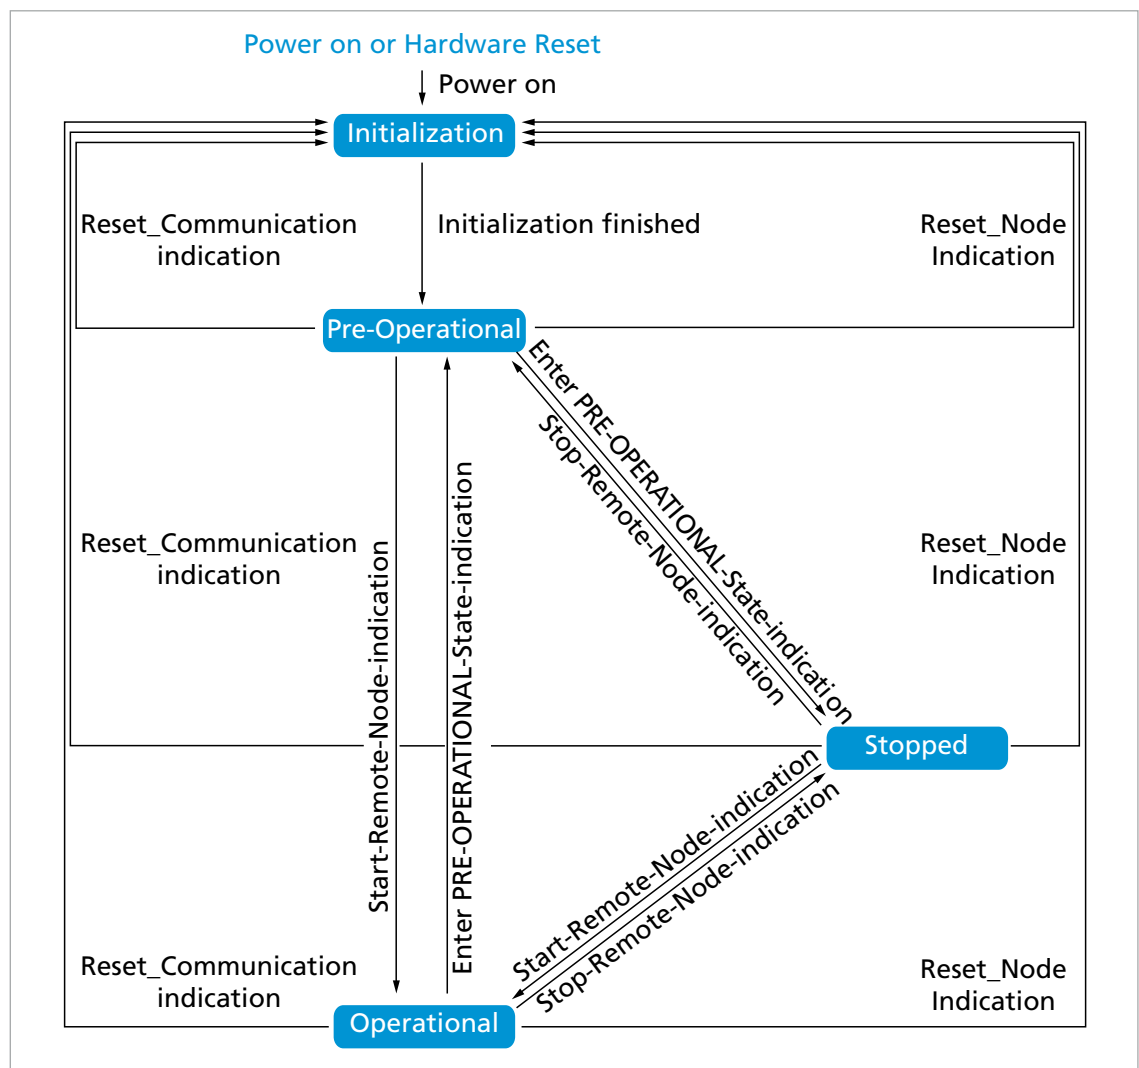 Power on or Hardware Reset
Power on
Initialization
Reset_Communication
indication
Initialization finished
Reset_Node
Indication
Pre-Operational
Enter PRE-OPERATIONAL-State-indication
Stop-Remote-Node-indication
Reset_Communication
indication
Start-Remote-Node-indication
Enter PRE-OPERATIONAL-State-indication
Reset_Node
Indication
Stopped
Start-Remote-Node-indication
Stop-Remote-Node-indication
Reset_Communication
indication
Reset_Node
Indication
Operational